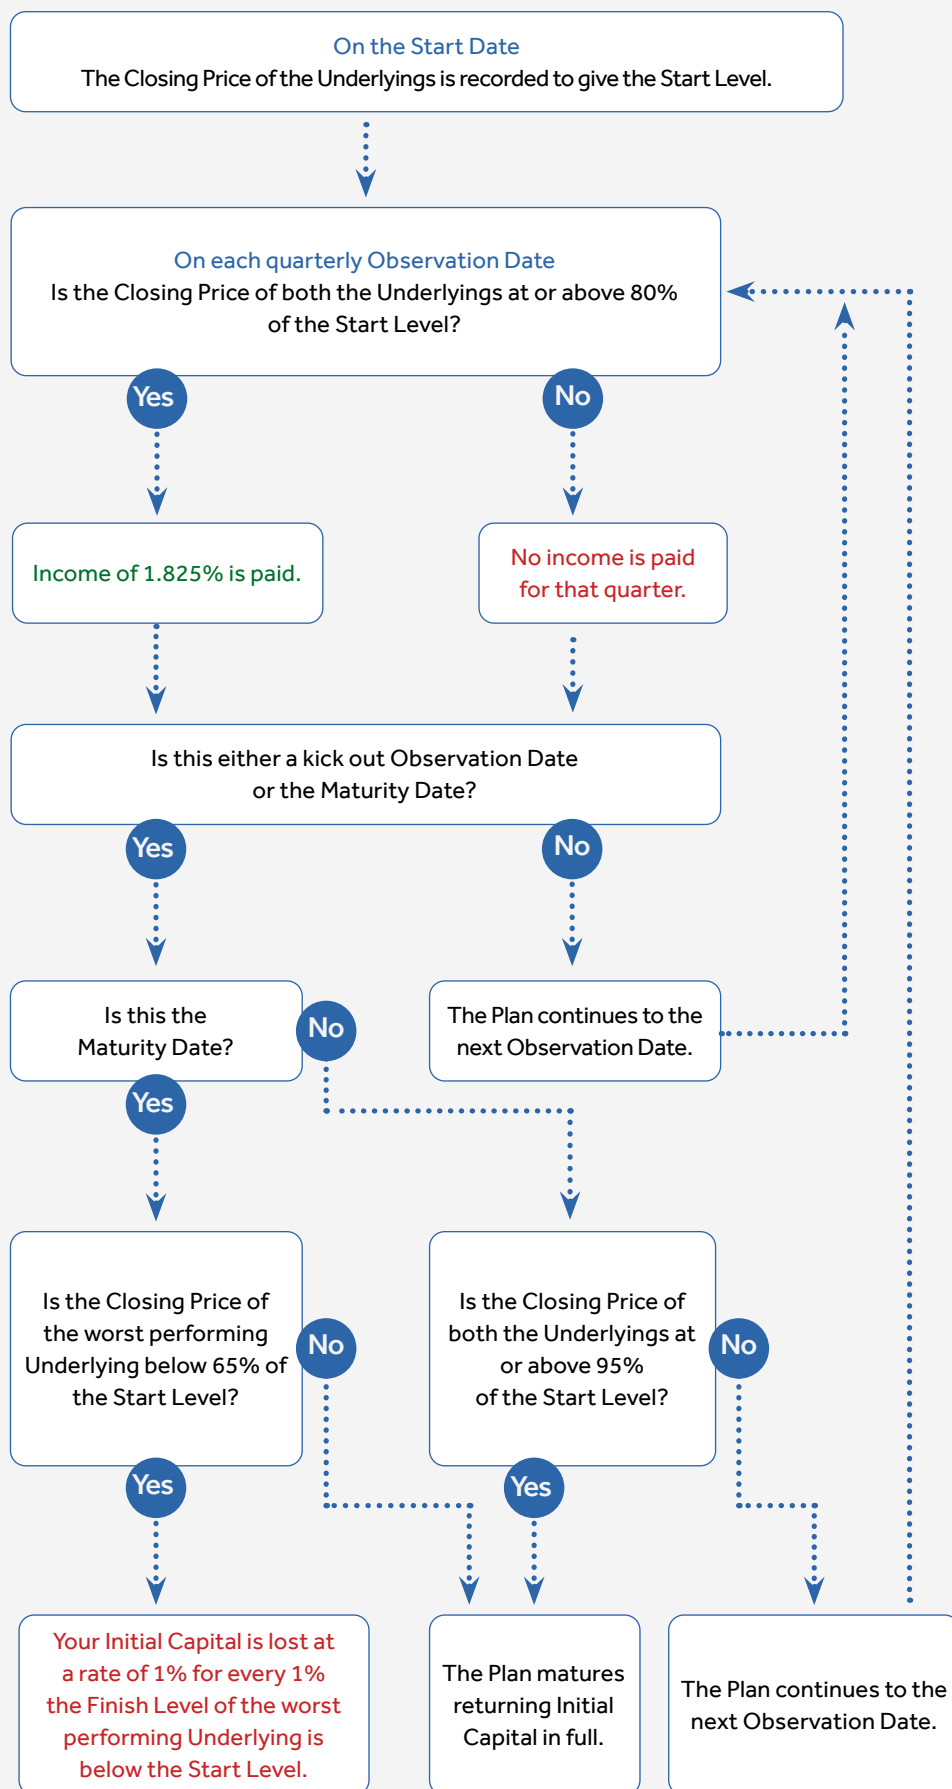 On the Start Date
The Closing Price of the Underlyings is recorded to give the Start Level.
On each quarterly Observation Date
Is the Closing Price of both the Underlyings at or above 80%
of the Start Level?
Yes
No
Income of 1.825% is paid.
No income is paid
for that quarter.
Is this either a kick out Observation Date
or the Maturity Date?
Yes
No
Is this the
Maturity Date?
No
The Plan continues to the
next Observation Date.
Yes
Is the Closing Price of
the worst performing
Underlying below 65% of
the Start Level?
No
Is the Closing Price of
both the Underlyings at
or above 95%
of the Start Level?
No
Yes
Yes
Your Initial Capital is lost at
a rate of 1% for every 1%
the Finish Level of the worst
performing Underlying is
below the Start Level.
The Plan matures
returning Initial
Capital in full.
The Plan continues to the
next Observation Date.